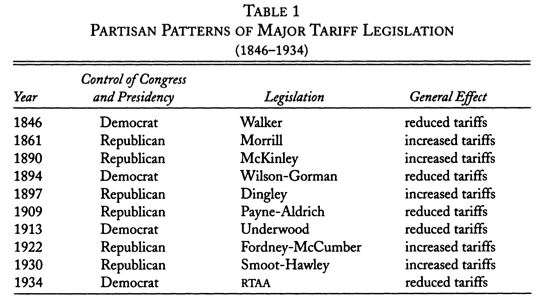 TABLE 1
PARTISAN PATTERNS OF MAJOR TARIFF LEGISLATION
(1846–1934)
Control of Congress
Year and Presidency Legislation General Effect
1846 Democrat Walker reduced tariffs
1861 Republican Morrill increased tariffs
1890 Republican McKinley increased tariffs
1894 Democrat Wilson-Gorman reduced tariffs
1897 Republican Dingley increased tariffs
1909 Republican Payne-Aldrich reduced tariffs
1913 Democrat Underwood reduced tariffs
1922 Republican Fordney-McCumber increased tariffs
1930 Republican Smoot-Hawley increased tariffs
1934 Democrat RTAA reduced tariffs